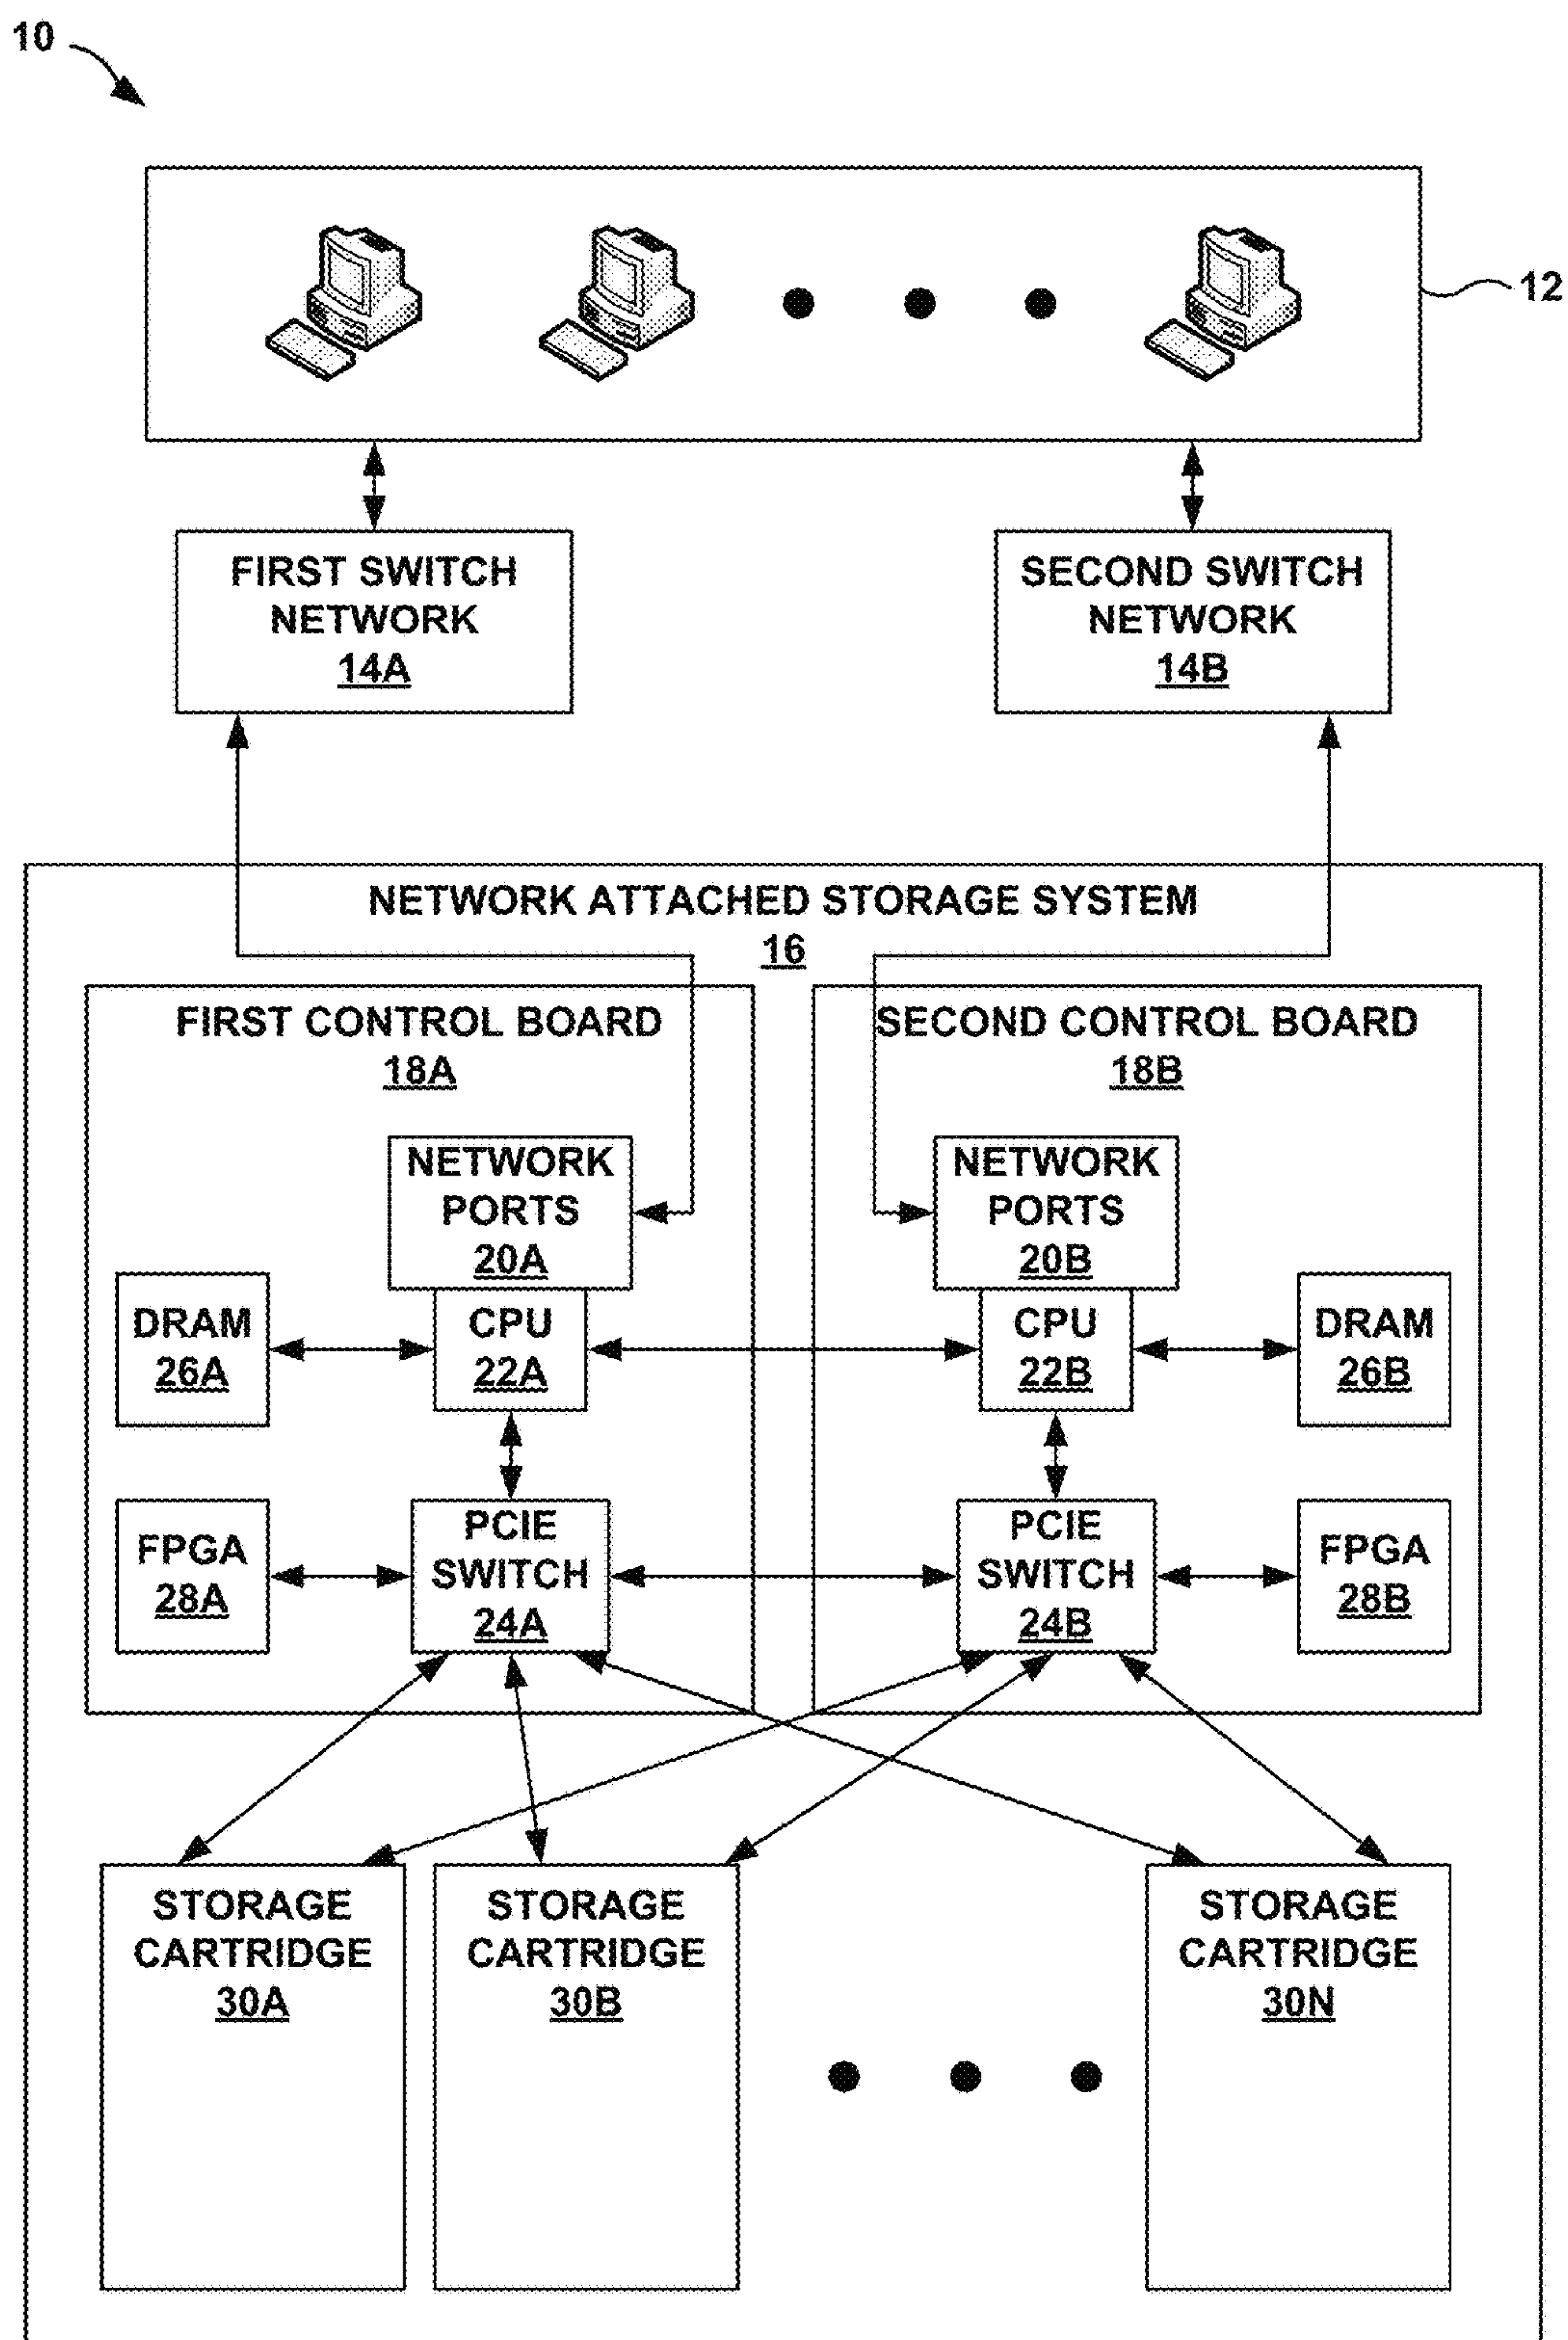 10
12
FIRST SWITCH
NETWORK
14A
SECOND SWITCH
NETWORK
14B
NETWORK ATTACHED STORAGE SYSTEM
16
FIRST CONTROL BOARD
18A
SECOND CONTROL BOARD
18B
NETWORK
PORTS
20A
NETWORK
PORTS
20B
DRAM
26A
CPU
22A
CPU
22B
DRAM
26B
FPGA
28A
PCIE
SWITCH
24A
PCIE
SWITCH
24B
FPGA
28B
STORAGE
CARTRIDGE
30A
STORAGE
CARTRIDGE
30B
STORAGE
CARTRIDGE
30N